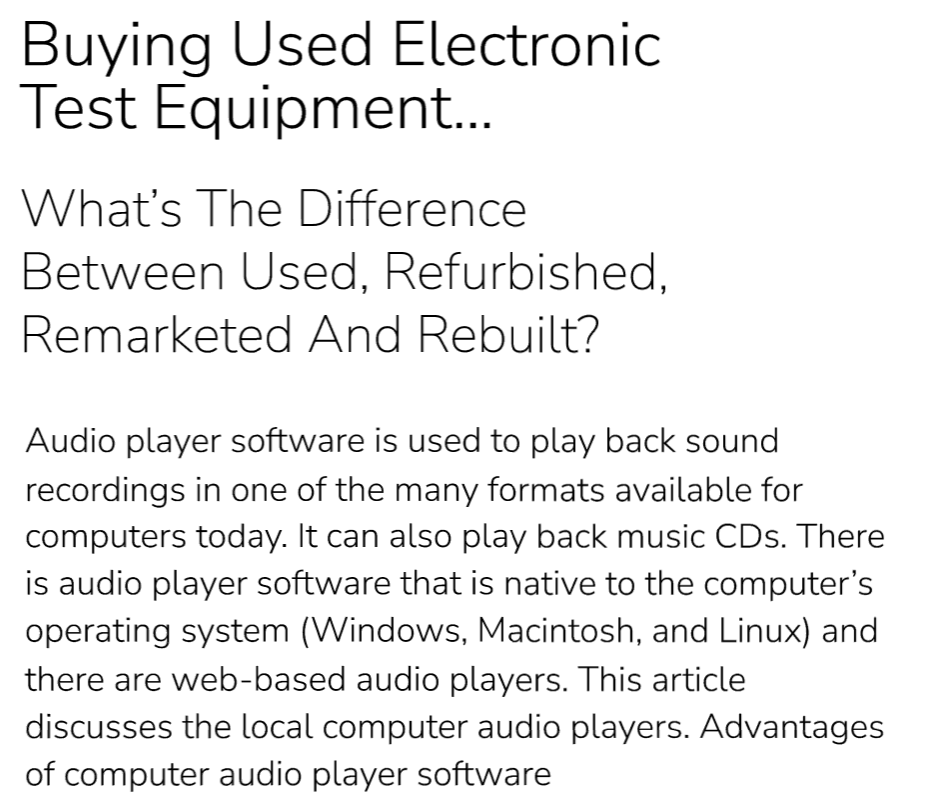 Buying Used Electronic
Test Equipment...
What’s The Difference
Between Used, Refurbished,
Remarketed And Rebuilt?
Audio player software is used to play back sound
recordings in one of the many formats available for
computers today. It can also play back music CDs. There
is audio player software that is native to the computer’s
operating system (Windows, Macintosh, and Linux) and
there are web-based audio players. This article
discusses the local computer audio players. Advantages
of computer audio player software